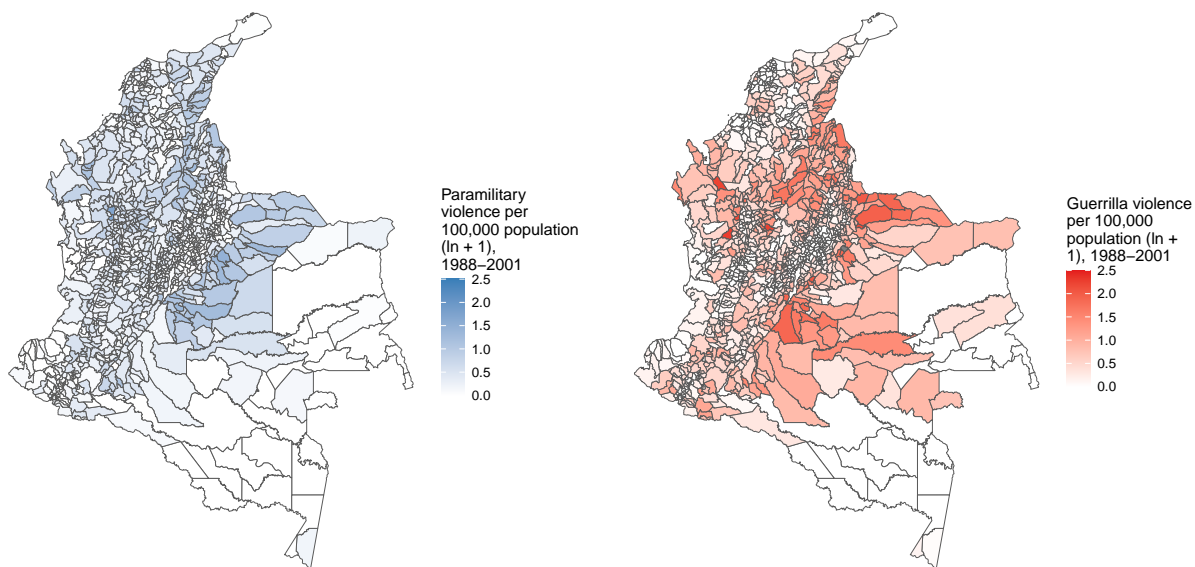 Paramilitary
violence per
100,000 population
(ln + 1),
1988−2001
2.5
2.0
1.5
1.0
0.5
0.0
Guerrilla violence
per 100,000
population (ln +
1), 1988−2001
2.5
2.0
1.5
1.0
0.5
0.0